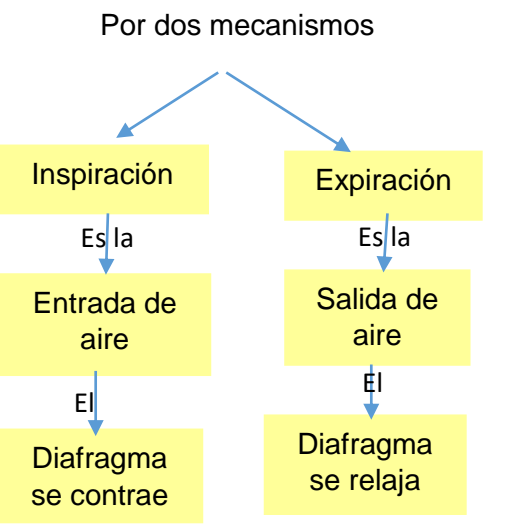 Por dos mecanismos
Inspiración
Expiración
Es la
Es la
Entrada de
aire
Salida de
aire
El
El
Diafragma
se contrae
Diafragma
se relaja